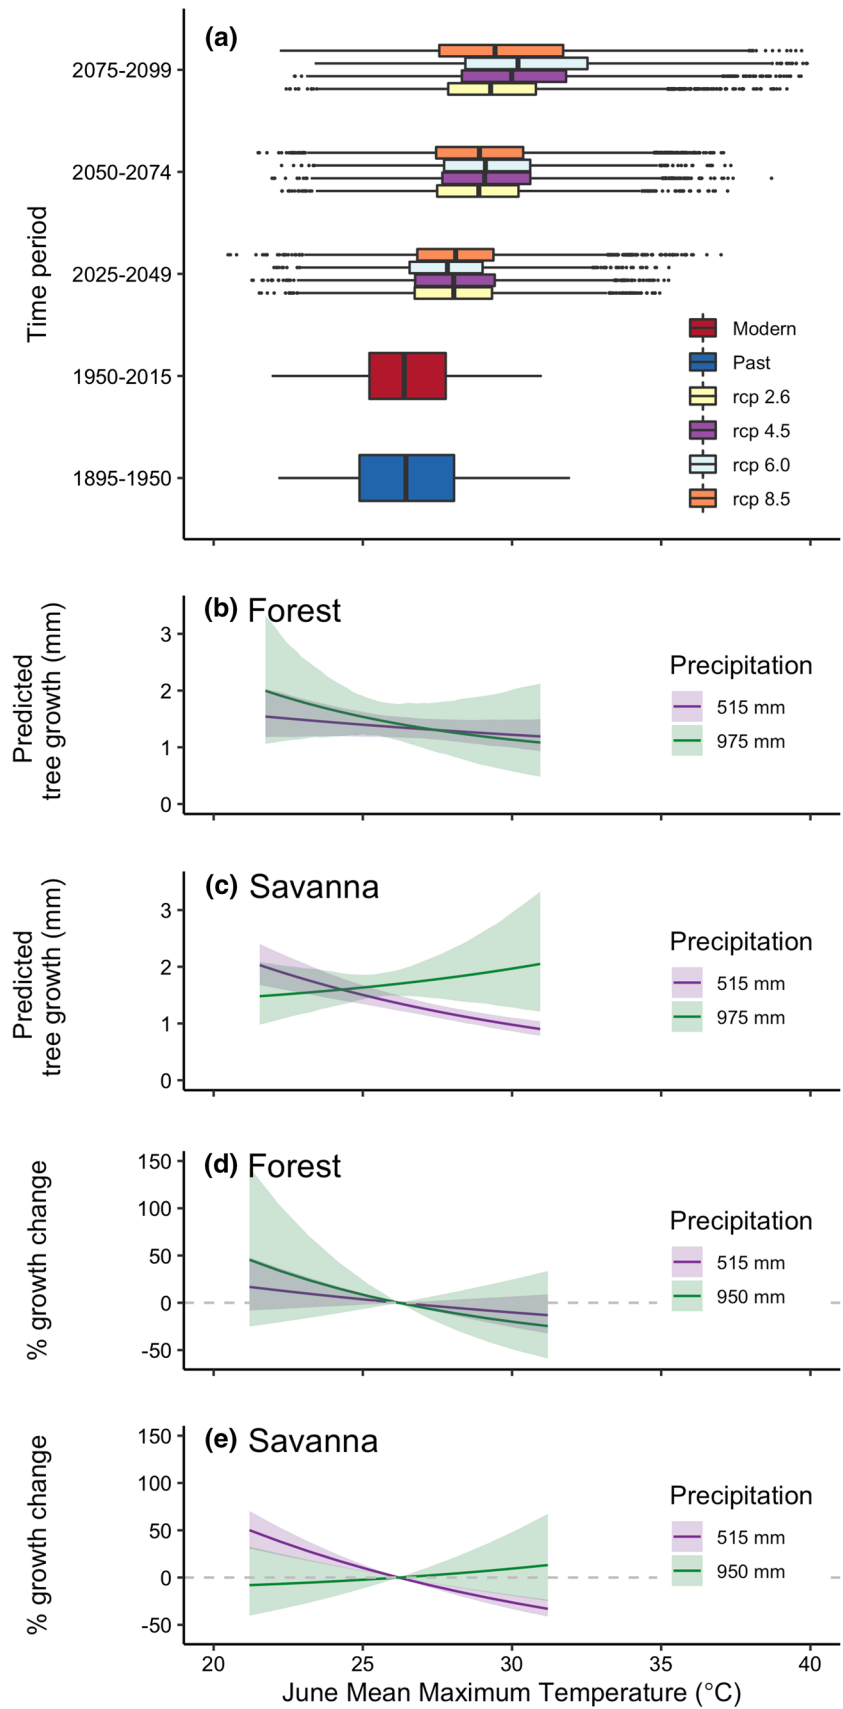 (a)
Time period
2075-2099
2050-2074
2025-2049
1950-2015
1895-1950
Modern
Past
rcp 2.6
rcp 4.5
rcp 6.0
rcp 8.5
(b) Forest
Predicted
tree growth (mm)
3
2
1
0
Precipitation
515 mm
975 mm
(c) Savanna
Predicted
tree growth (mm)
3
2
1
0
Precipitation
515 mm
975 mm
(d) Forest
% growth change
150
100
50
0
-50
Precipitation
515 mm
950 mm
(e) Savanna
% growth change
150
100
50
0
-50
Precipitation
515 mm
950 mm
20 25 30 35 40
June Mean Maximum Temperature (°C)